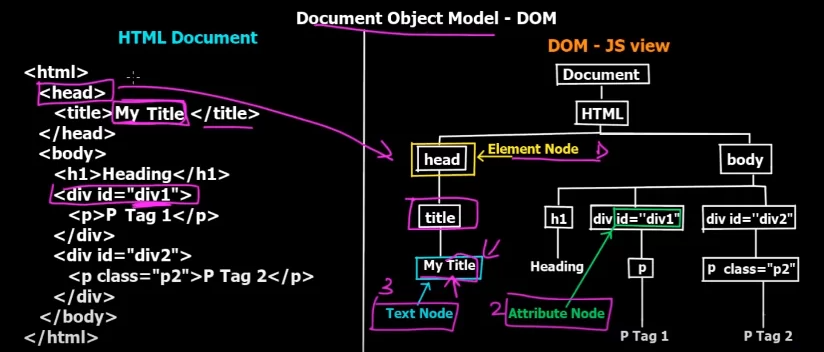 Document Object Model - DOM
HTML Document
<html>
<head>
<title>My Title </title>
</head>
<body>
<h1>Heading</h1>
<div id="div1">
<p>P Tag 1</p>
</div>
<div id="div2">
<p class="p2">P Tag 2</p>
</div>
</body>
</html>
DOM - JS view
Document
HTML
head
Element Node
body
title
h1
div id="div1"
div id="div2"
My Title
Heading
p
p class="p2"
3
Text Node
2
Attribute Node
P Tag 1
P Tag 2